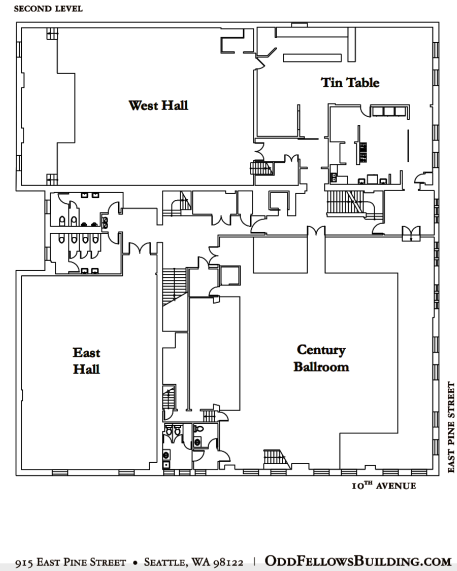 SECOND LEVEL
West Hall
Tin Table
East
Hall
Century
Ballroom
EAST PINE STREET
10TH AVENUE
915 EAST PINE STREET • SEATTLE, WA 98122 | ODDFELLOWSBUILDING.COM